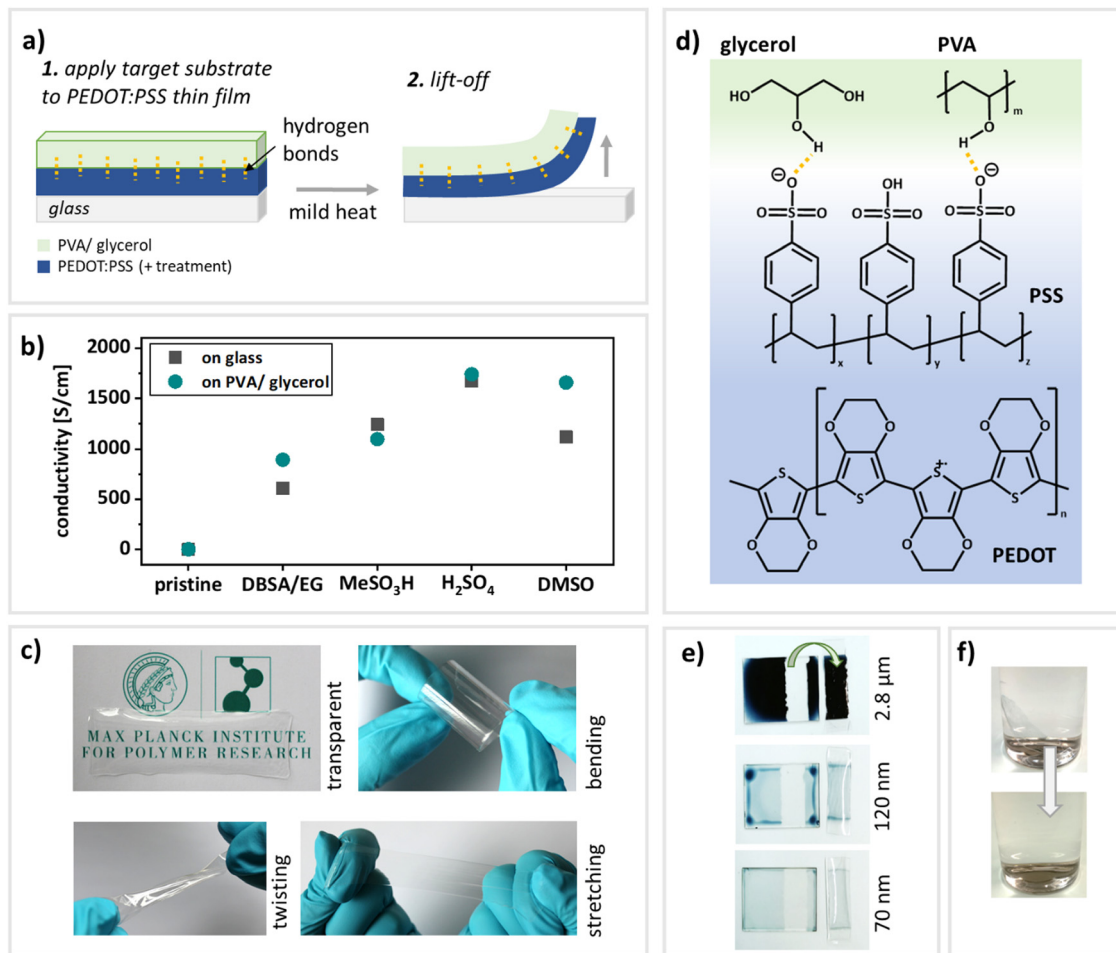 a)
1. apply target substrate
to PEDOT:PSS thin film
2. lift-off
hydrogen
bonds
mild heat
glass
PVA/ glycerol
PEDOT:PSS (+ treatment)
b)
conductivity [S/cm]
2000
1500
1000
500
0
on glass
on PVA/ glycerol
pristine
DBSA/EG
MeSO₃H
H₂SO₄
DMSO
c)
MAX PLANCK INSTITUTE
FOR POLYMER RESEARCH
transparent
bending
twisting
stretching
d)
glycerol
PVA
HO
OH
O
H
O
H
m
⊖
O
OH
O
⊖
O=S=O
O=S=O
O=S=O
PSS
x
y
z
O
O
O
O
S
S
+•
S
S
O
O
O
O
n
PEDOT
e)
2.8 µm
120 nm
70 nm
f)